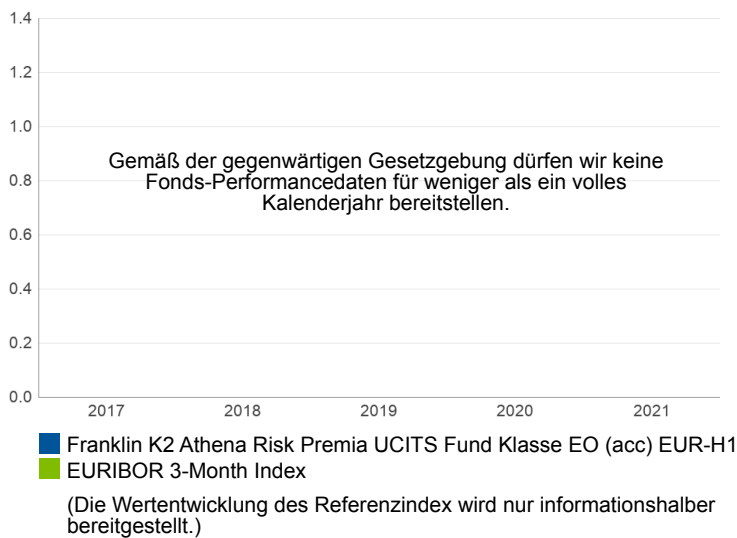 1.4
1.2
1.0
0.8
0.6
0.4
0.2
0.0
Gemäß der gegenwärtigen Gesetzgebung dürfen wir keine
Fonds-Performancedaten für weniger als ein volles
Kalenderjahr bereitstellen.
2017 2018 2019 2020 2021
Franklin K2 Athena Risk Premia UCITS Fund Klasse EO (acc) EUR-H1
EURIBOR 3-Month Index
(Die Wertentwicklung des Referenzindex wird nur informationshalber
bereitgestellt.)